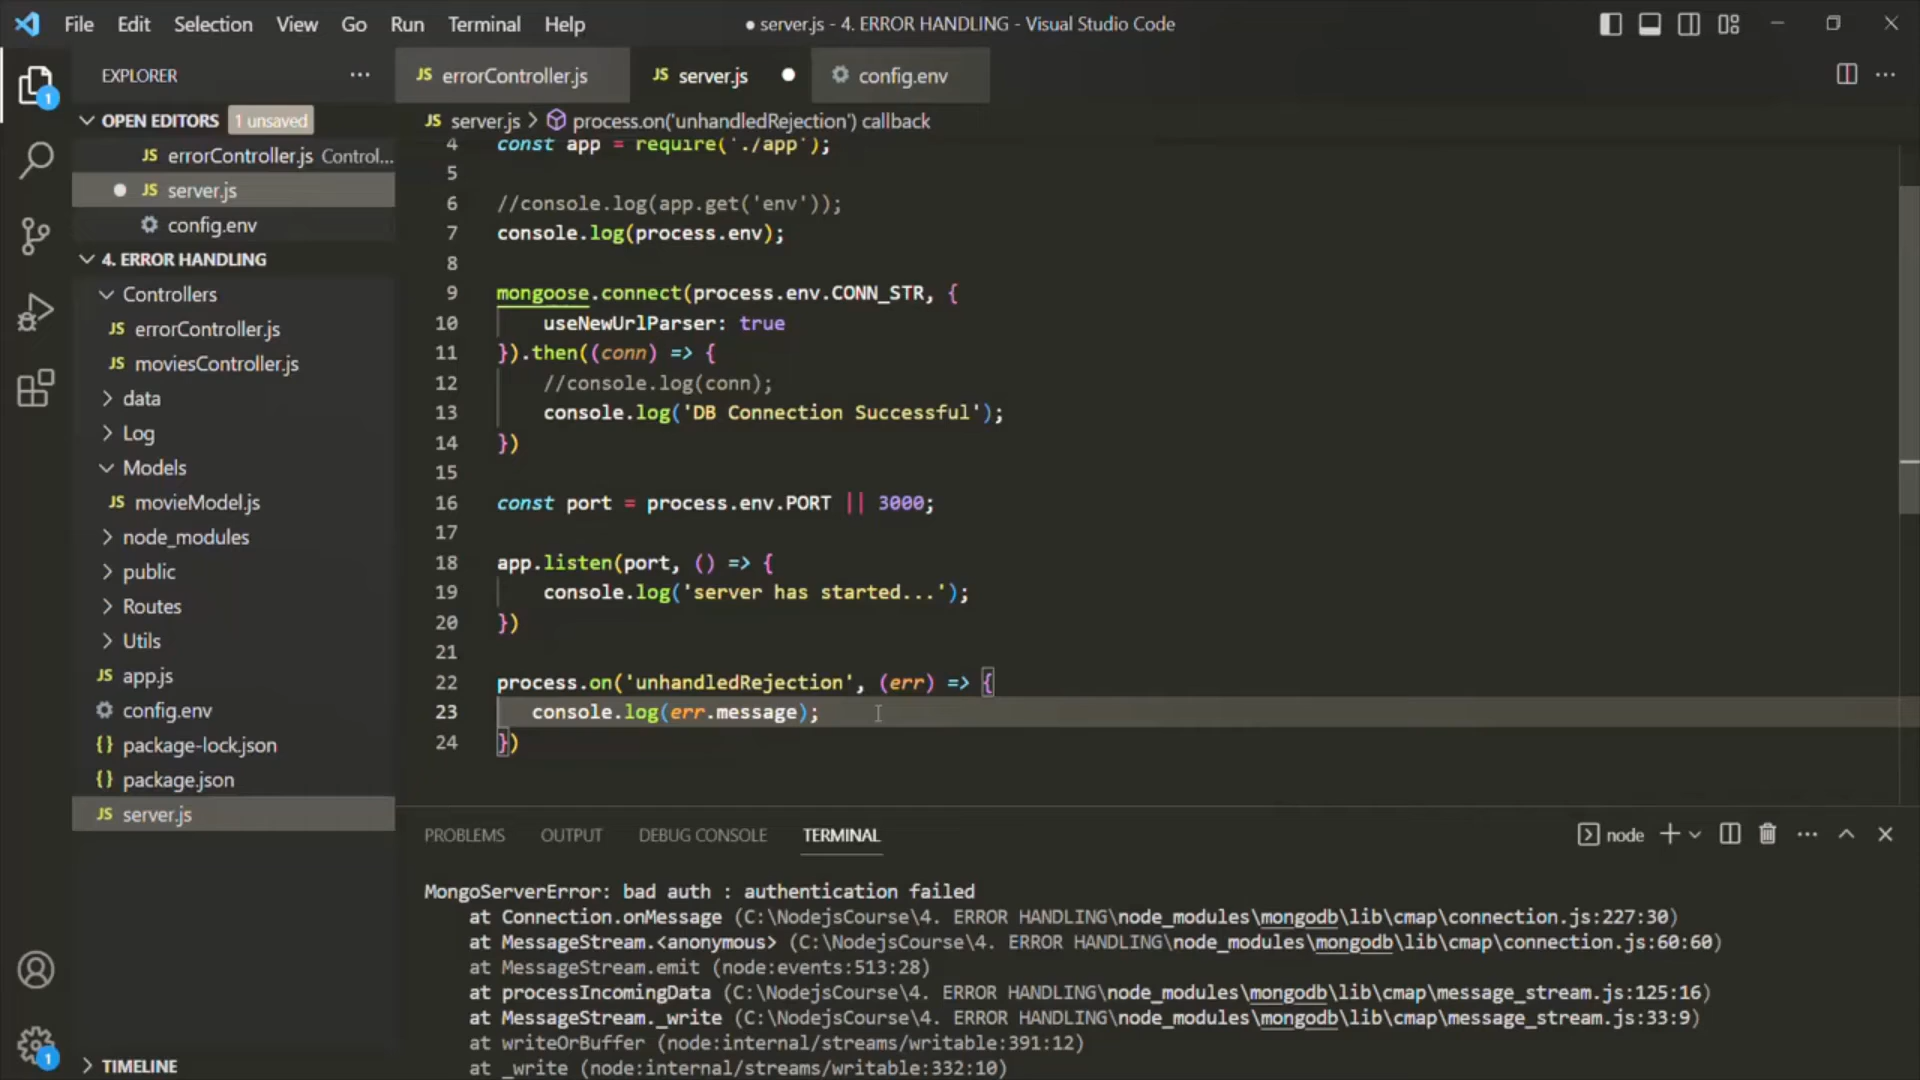 File Edit Selection View Go Run Terminal Help ● server.js - 4. ERROR HANDLING - Visual Studio Code
EXPLORER ···
JS errorController.js JS server.js ● config.env
OPEN EDITORS 1 unsaved
JS errorController.js Control...
● JS server.js
config.env
4. ERROR HANDLING
Controllers
JS errorController.js
JS moviesController.js
data
Log
Models
JS movieModel.js
node_modules
public
Routes
Utils
JS app.js
config.env
{} package-lock.json
{} package.json
JS server.js
TIMELINE
1
1
JS server.js > process.on('unhandledRejection') callback
4 const app = require('./app');
5
6 //console.log(app.get('env'));
7 console.log(process.env);
8
9 mongoose.connect(process.env.CONN_STR, {
10 useNewUrlParser: true
11 }).then((conn) => {
12 //console.log(conn);
13 console.log('DB Connection Successful');
14 })
15
16 const port = process.env.PORT || 3000;
17
18 app.listen(port, () => {
19 console.log('server has started...');
20 })
21
22 process.on('unhandledRejection', (err) => {
23 console.log(err.message);
24 })
PROBLEMS OUTPUT DEBUG CONSOLE TERMINAL node
MongoServerError: bad auth : authentication failed
at Connection.onMessage (C:\NodejsCourse\4. ERROR HANDLING\node_modules\mongodb\lib\cmap\connection.js:227:30)
at MessageStream.<anonymous> (C:\NodejsCourse\4. ERROR HANDLING\node_modules\mongodb\lib\cmap\connection.js:60:60)
at MessageStream.emit (node:events:513:28)
at processIncomingData (C:\NodejsCourse\4. ERROR HANDLING\node_modules\mongodb\lib\cmap\message_stream.js:125:16)
at MessageStream._write (C:\NodejsCourse\4. ERROR HANDLING\node_modules\mongodb\lib\cmap\message_stream.js:33:9)
at writeOrBuffer (node:internal/streams/writable:391:12)
at _write (node:internal/streams/writable:332:10)